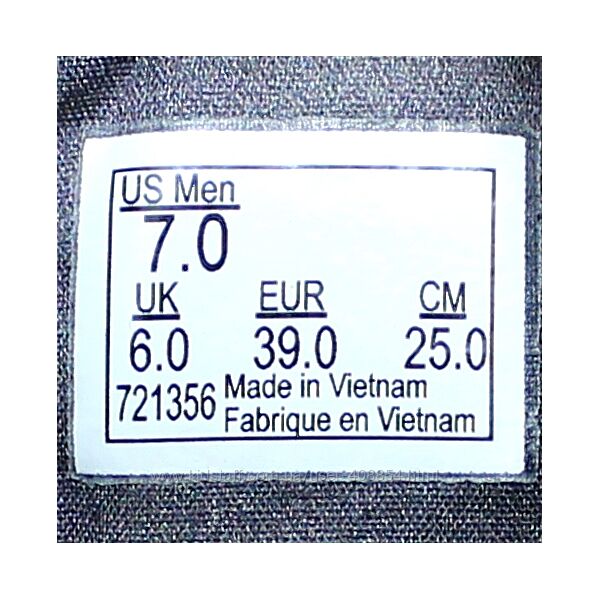 US Men
7.0
UK EUR CM
6.0 39.0 25.0
721356 Made in Vietnam
Fabrique en Vietnam